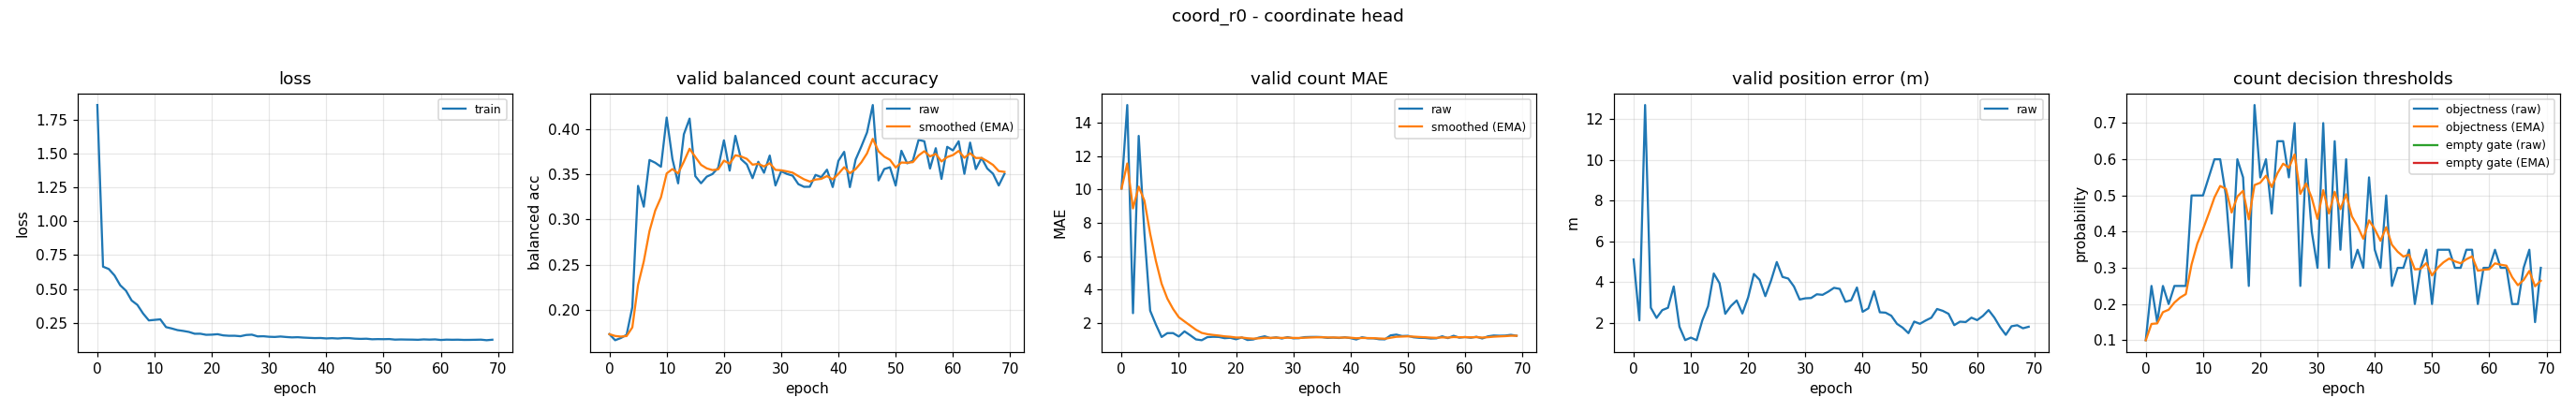 coord_r0 - coordinate head
loss
1.75
1.50
1.25
1.00
0.75
0.50
0.25
loss
train
0 10 20 30 40 50 60 70
epoch
valid balanced count accuracy
0.40
0.35
0.30
0.25
0.20
balanced acc
raw
smoothed (EMA)
0 10 20 30 40 50 60 70
epoch
valid count MAE
14
12
10
8
6
4
2
MAE
raw
smoothed (EMA)
0 10 20 30 40 50 60 70
epoch
valid position error (m)
12
10
8
6
4
2
m
raw
0 10 20 30 40 50 60 70
epoch
count decision thresholds
0.7
0.6
0.5
0.4
0.3
0.2
0.1
probability
objectness (raw)
objectness (EMA)
empty gate (raw)
empty gate (EMA)
0 10 20 30 40 50 60 70
epoch